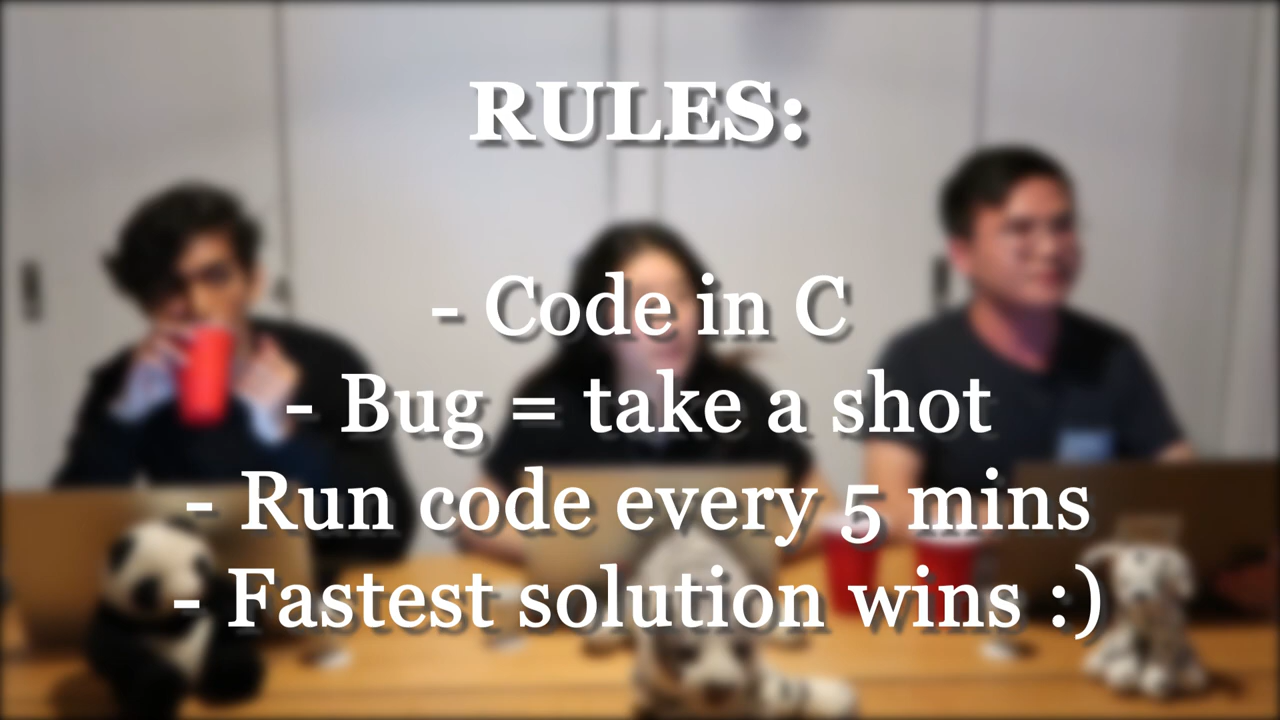 RULES:
- Code in C
- Bug = take a shot
- Run code every 5 mins
- Fastest solution wins :)